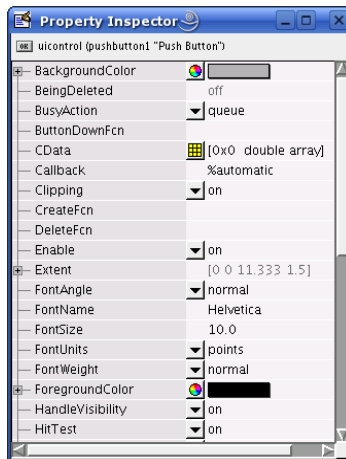 Property Inspector
OK uicontrol (pushbutton1 "Push Button")
BackgroundColor
BeingDeleted off
BusyAction queue
ButtonDownFcn
CData [0x0 double array]
Callback %automatic
Clipping on
CreateFcn
DeleteFcn
Enable on
Extent [0 0 11.333 1.5]
FontAngle normal
FontName Helvetica
FontSize 10.0
FontUnits points
FontWeight normal
ForegroundColor
HandleVisibility on
HitTest on